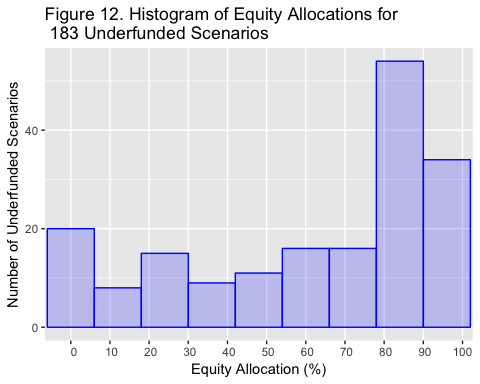 Figure 12. Histogram of Equity Allocations for
183 Underfunded Scenarios
Number of Underfunded Scenarios
40
20
0
0 10 20 30 40 50 60 70 80 90 100
Equity Allocation (%)